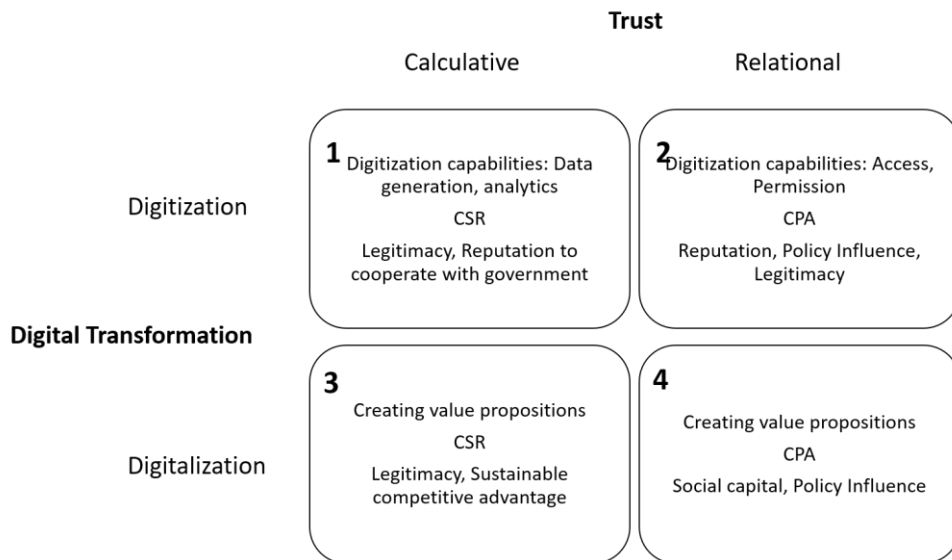 Trust
Calculative
Relational
Digitization
1
Digitization capabilities: Data
generation, analytics
CSR
Legitimacy, Reputation to
cooperate with government
2
Digitization capabilities: Access,
Permission
CPA
Reputation, Policy Influence,
Legitimacy
Digital Transformation
Digitalization
3
Creating value propositions
CSR
Legitimacy, Sustainable
competitive advantage
4
Creating value propositions
CPA
Social capital, Policy Influence